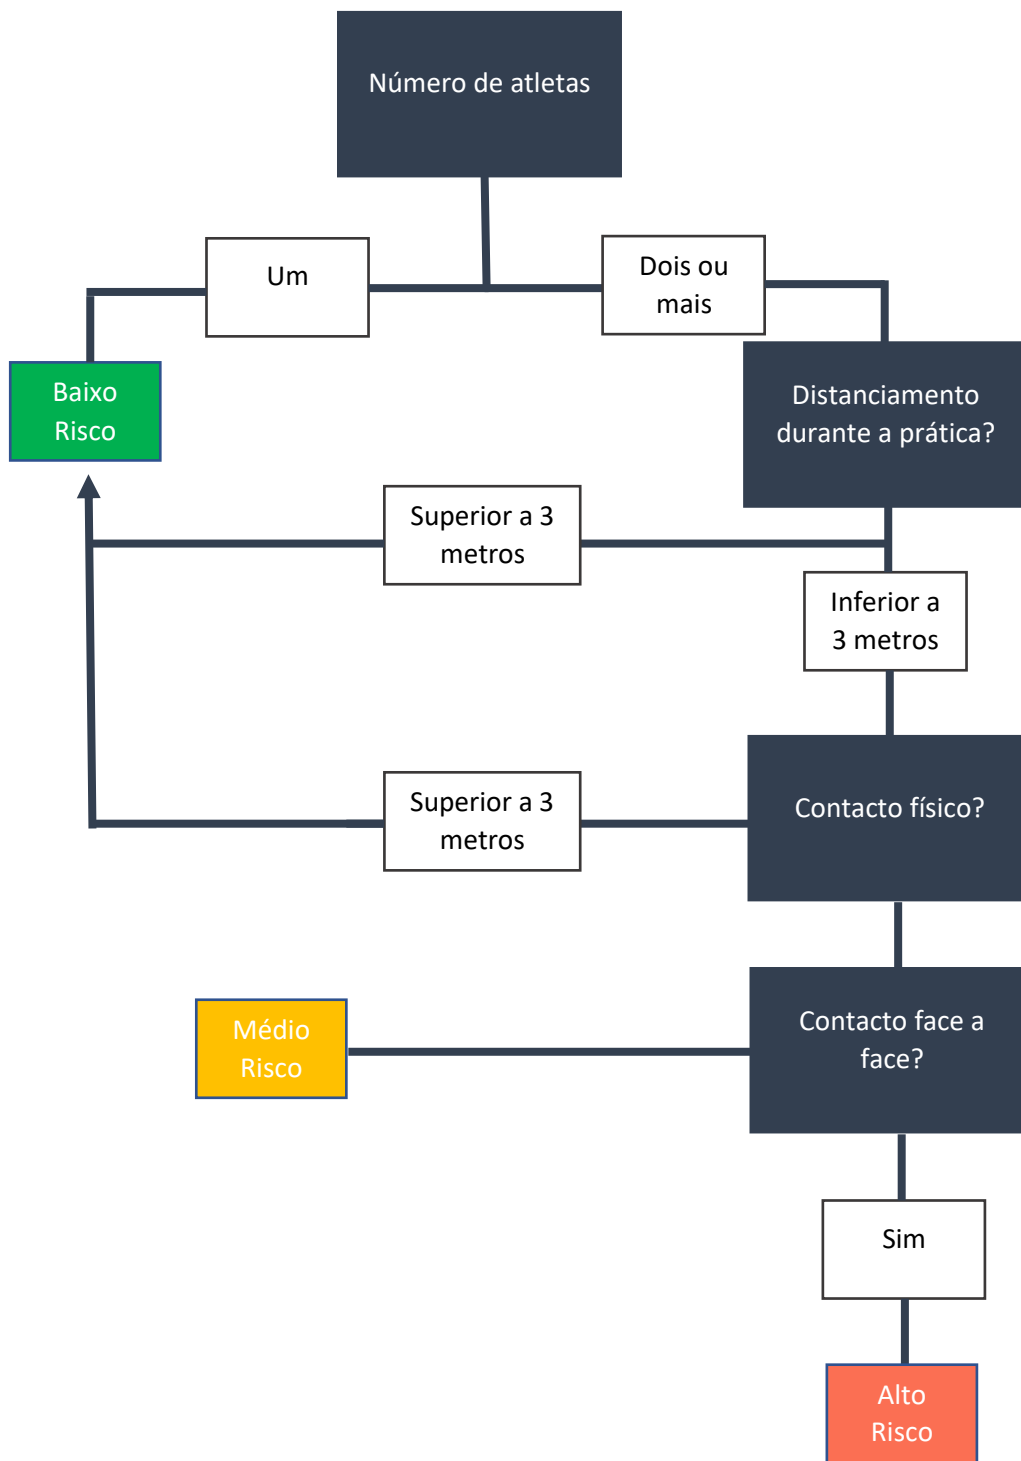 Número de atletas
Um
Dois ou
mais
Baixo
Risco
Distanciamento
durante a prática?
Superior a 3
metros
Inferior a
3 metros
Superior a 3
metros
Contacto físico?
Médio
Risco
Contacto face a
face?
Sim
Alto
Risco